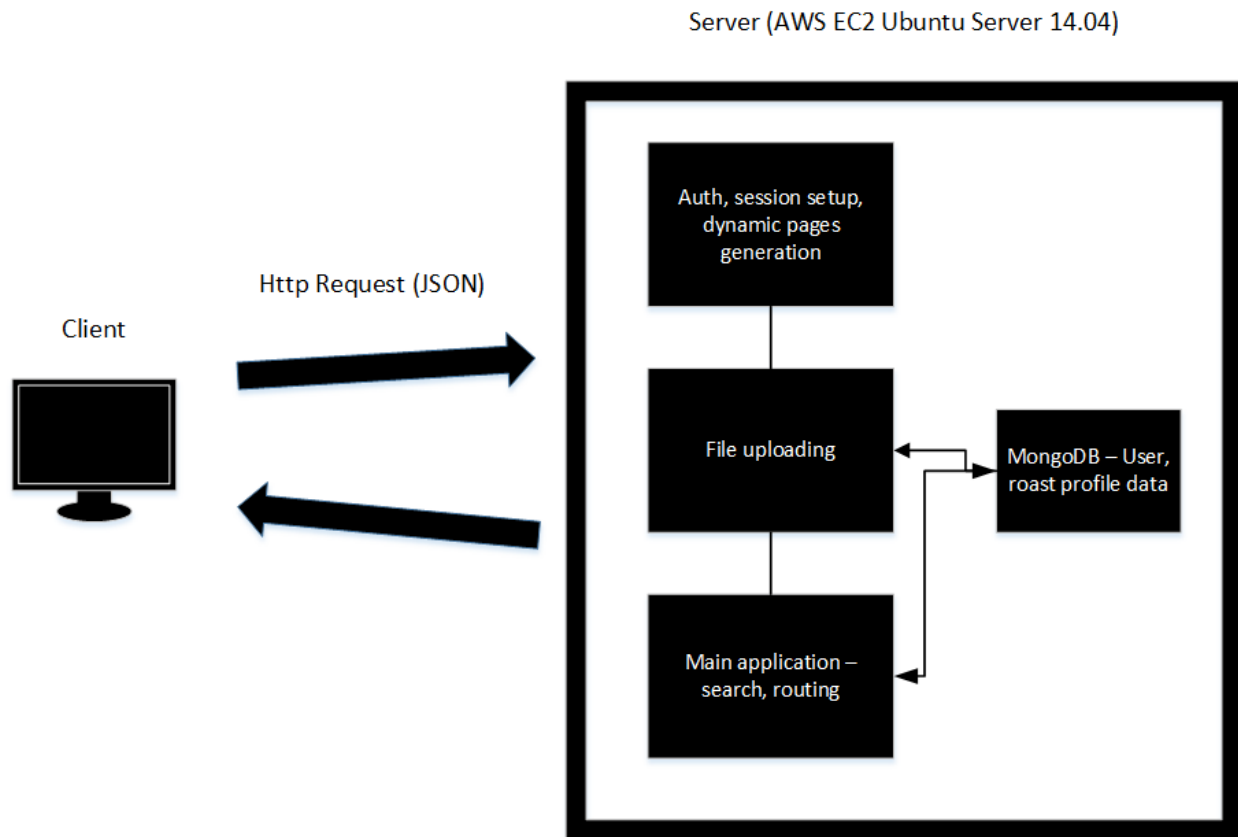 Server (AWS EC2 Ubuntu Server 14.04)
Auth, session setup,
dynamic pages
generation
Http Request (JSON)
Client
File uploading
MongoDB – User,
roast profile data
Main application –
search, routing